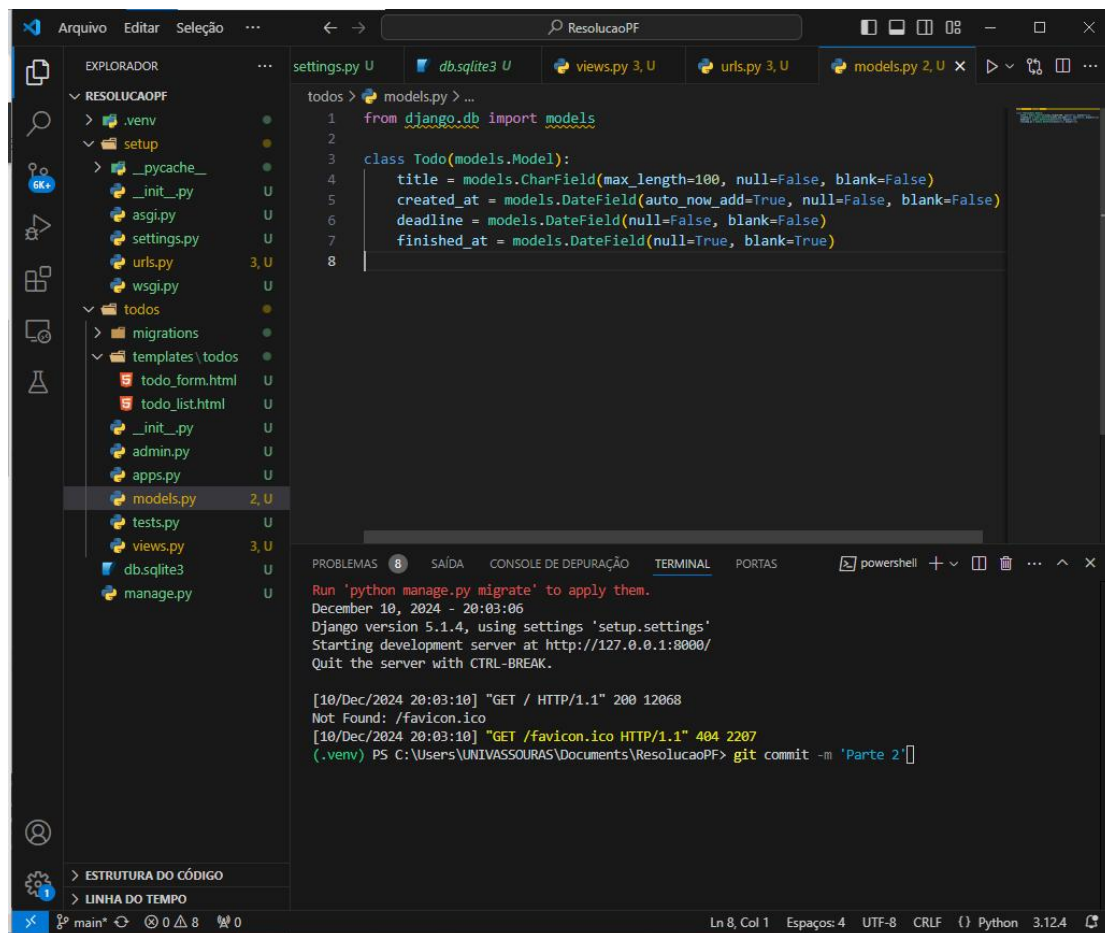 Arquivo Editar Seleção ··· ResolucaoPF
EXPLORADOR
RESOLUCAOPF
.venv
setup
__pycache__
__init__.py U
asgi.py U
settings.py U
urls.py 3, U
wsgi.py U
todos
migrations
templates\todos
todo_form.html U
todo_list.html U
__init__.py U
admin.py U
apps.py U
models.py 2, U
tests.py U
views.py 3, U
db.sqlite3 U
manage.py U
ESTRUTURA DO CÓDIGO
LINHA DO TEMPO
6K+
1
settings.py U db.sqlite3 U views.py 3, U urls.py 3, U models.py 2, U
todos > models.py > ...
1 from django.db import models
2
3 class Todo(models.Model):
4 title = models.CharField(max_length=100, null=False, blank=False)
5 created_at = models.DateField(auto_now_add=True, null=False, blank=False)
6 deadline = models.DateField(null=False, blank=False)
7 finished_at = models.DateField(null=True, blank=True)
8
PROBLEMAS 8 SAÍDA CONSOLE DE DEPURAÇÃO TERMINAL PORTAS powershell
Run 'python manage.py migrate' to apply them.
December 10, 2024 - 20:03:06
Django version 5.1.4, using settings 'setup.settings'
Starting development server at http://127.0.0.1:8000/
Quit the server with CTRL-BREAK.
[10/Dec/2024 20:03:10] "GET / HTTP/1.1" 200 12068
Not Found: /favicon.ico
[10/Dec/2024 20:03:10] "GET /favicon.ico HTTP/1.1" 404 2207
(.venv) PS C:\Users\UNIVASSOURAS\Documents\ResolucaoPF> git commit -m 'Parte 2'
main* 0 8 0 Ln 8, Col 1 Espaços: 4 UTF-8 CRLF {} Python 3.12.4